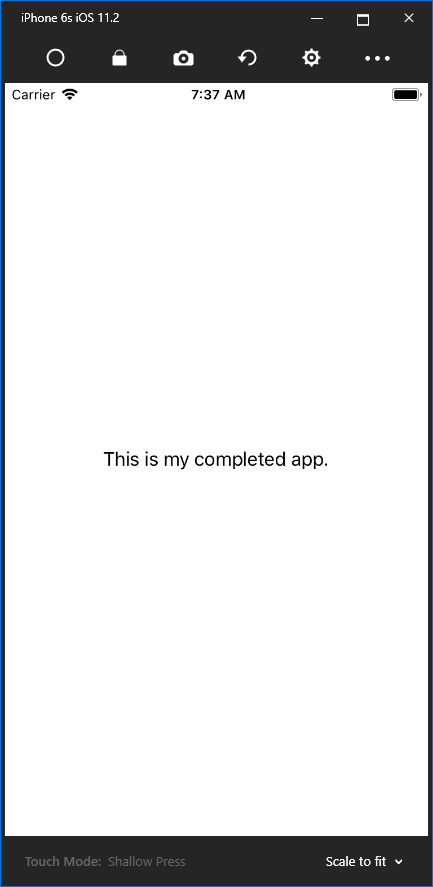 iPhone 6s iOS 11.2
Carrier 7:37 AM
This is my completed app.
Touch Mode: Shallow Press Scale to fit